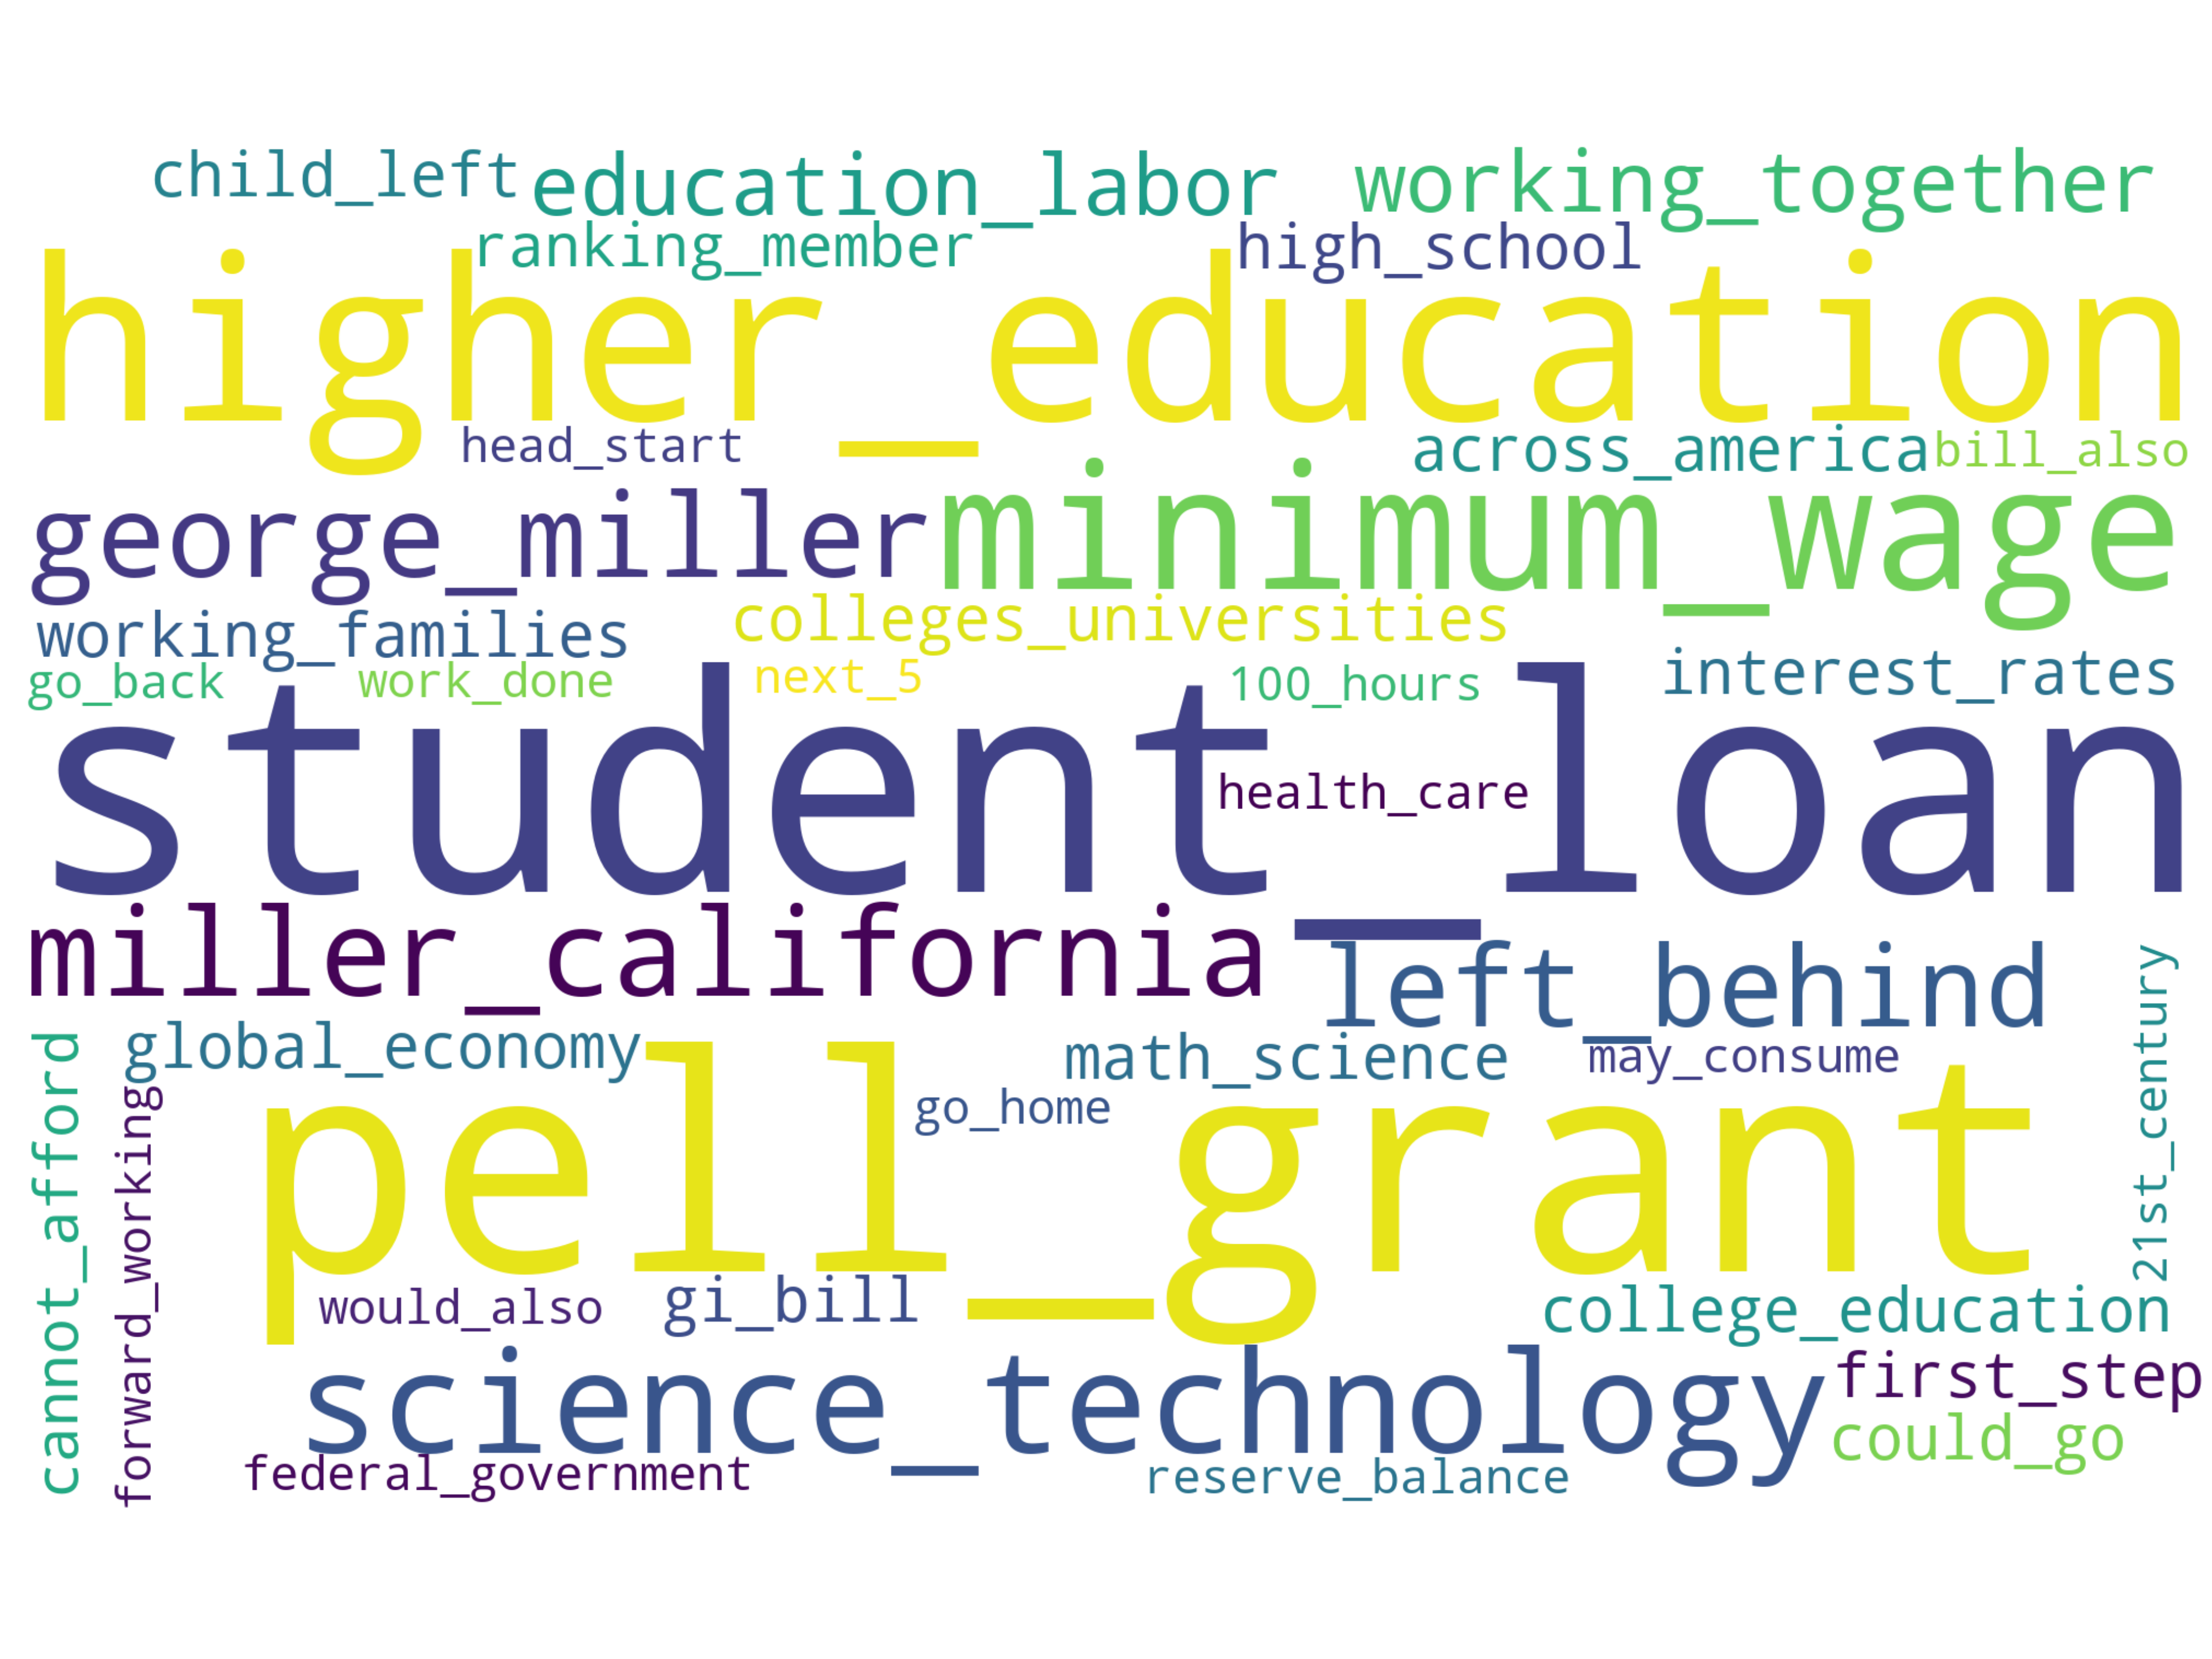 child_left education_labor working_together
ranking_member high_school
higher_education
head_start across_america bill_also
george_miller minimum_wage
working_families colleges_universities
go_back work_done next_5 100_hours interest_rates
student_loan
health_care
miller_california left_behind
global_economy math_science may_consume
21st_century
cannot_afford
forward_working
go_home
pell_grant
would_also gi_bill college_education
science_technology first_step
could_go
federal_government reserve_balance